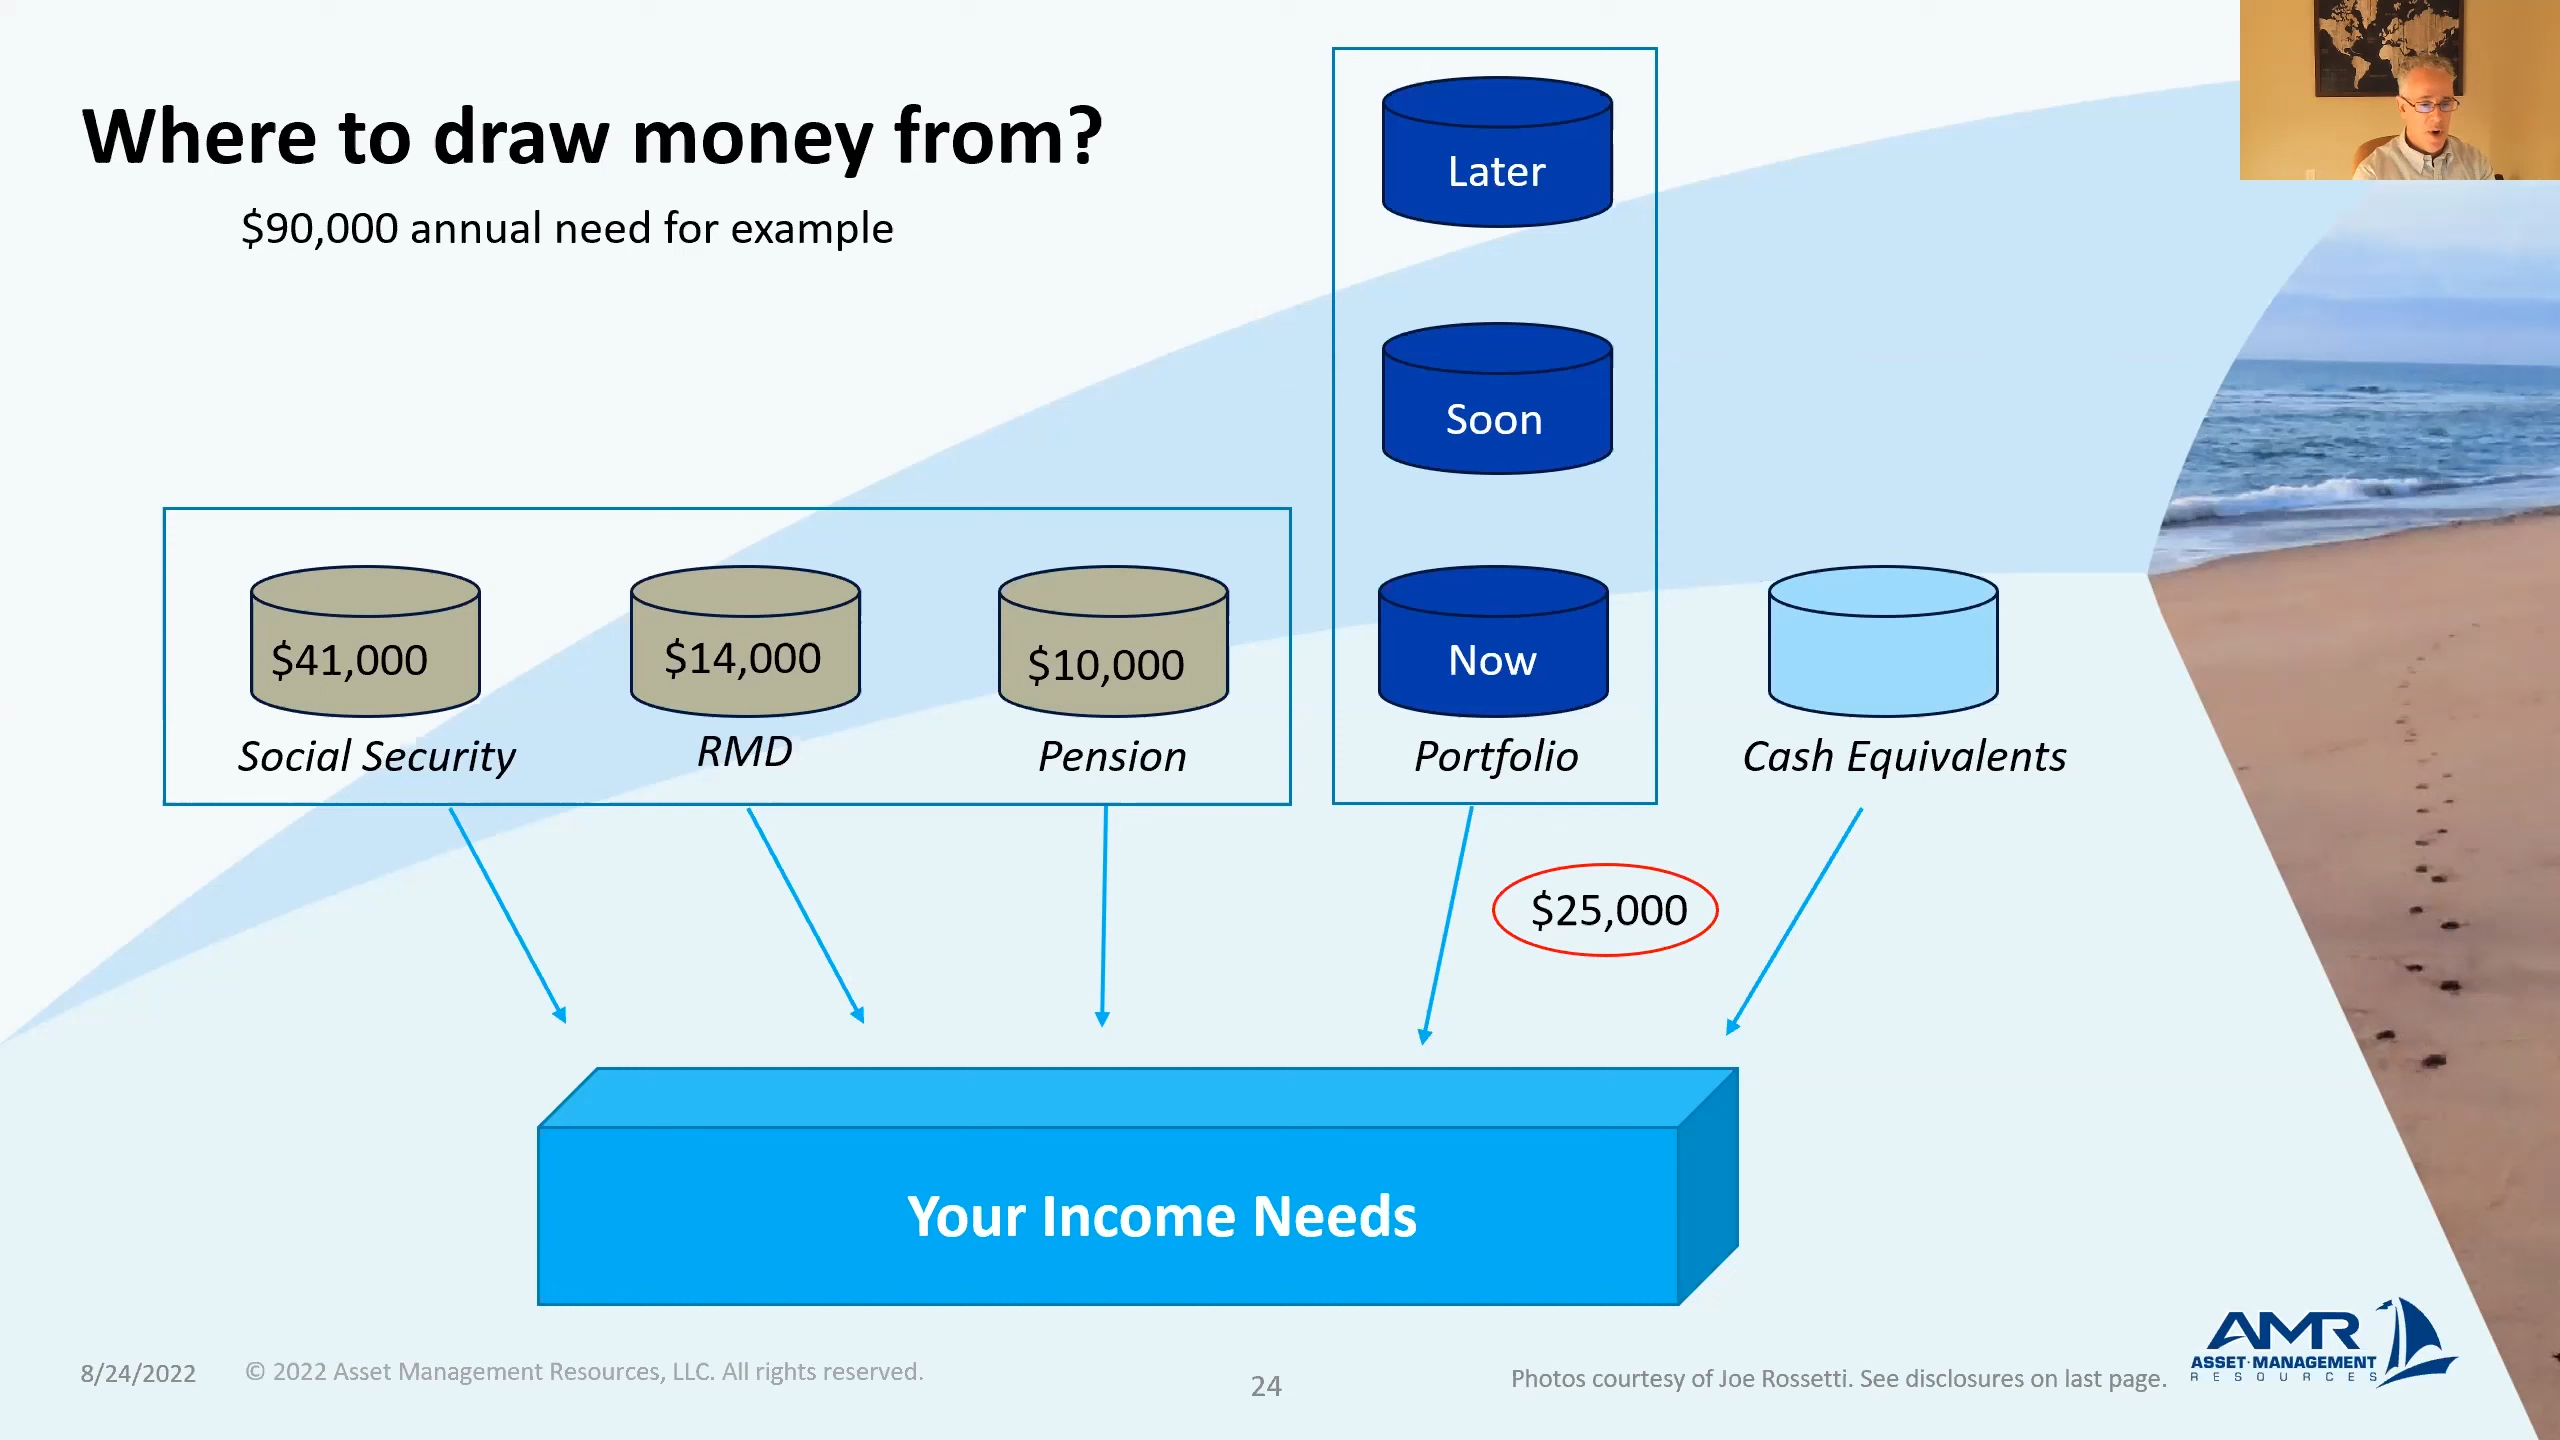 Where to draw money from?
$90,000 annual need for example
Later
Soon
Now
$41,000
$14,000
$10,000
Social Security
RMD
Pension
Portfolio
Cash Equivalents
$25,000
Your Income Needs
8/24/2022
© 2022 Asset Management Resources, LLC. All rights reserved.
24
Photos courtesy of Joe Rossetti. See disclosures on last page.
AMR
ASSET·MANAGEMENT
RESOURCES